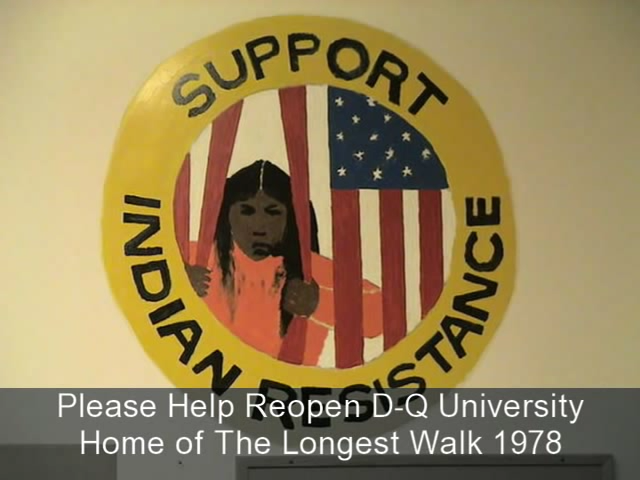 SUPPORT
INDIAN RESISTANCE
Please Help Reopen D-Q University
Home of The Longest Walk 1978